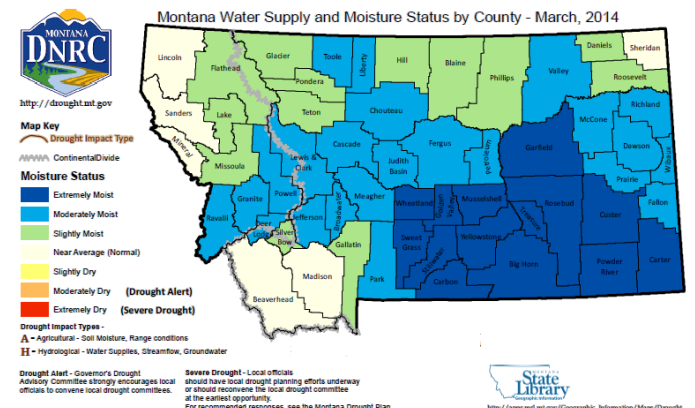 Montana Water Supply and Moisture Status by County - March, 2014
MONTANA
DNRC
http://drought.mt.gov
Map Key
Drought Impact Type
ContinentalDivide
Moisture Status
Extremely Moist
Moderately Moist
Slightly Moist
Near Average (Normal)
Slightly Dry
Moderately Dry (Drought Alert)
Extremely Dry (Severe Drought)
Drought Impact Types -
A - Agricultural - Soil Moisture, Range conditions
H - Hydrological - Water Supplies, Streamflow, Groundwater
Drought Alert - Governor's Drought
Advisory Committee strongly encourages local
officials to convene local drought committees.
Severe Drought - Local officials
should have local drought planning efforts underway
or should reconvene the local drought committee
at the earliest opportunity.
For recommended responses, see the Montana Drought Plan
Lincoln
Flathead
Glacier
Toole
Liberty
Hill
Blaine
Phillips
Valley
Daniels
Sheridan
Roosevelt
Pondera
Teton
Chouteau
Sanders
Lake
Mineral
Missoula
Lewis &
Clark
Cascade
Judith
Basin
Fergus
Petroleum
Garfield
McCone
Richland
Dawson
Wibaux
Prairie
Fallon
Powell
Granite
Ravalli
Deer
Lodge
Silver
Bow
Jefferson
Broadwater
Meagher
Wheatland
Golden
Valley
Musselshell
Treasure
Rosebud
Custer
Gallatin
Park
Sweet
Grass
Stillwater
Yellowstone
Carbon
Big Horn
Powder
River
Carter
Madison
Beaverhead
MONTANA
State
Library
Geographic Information